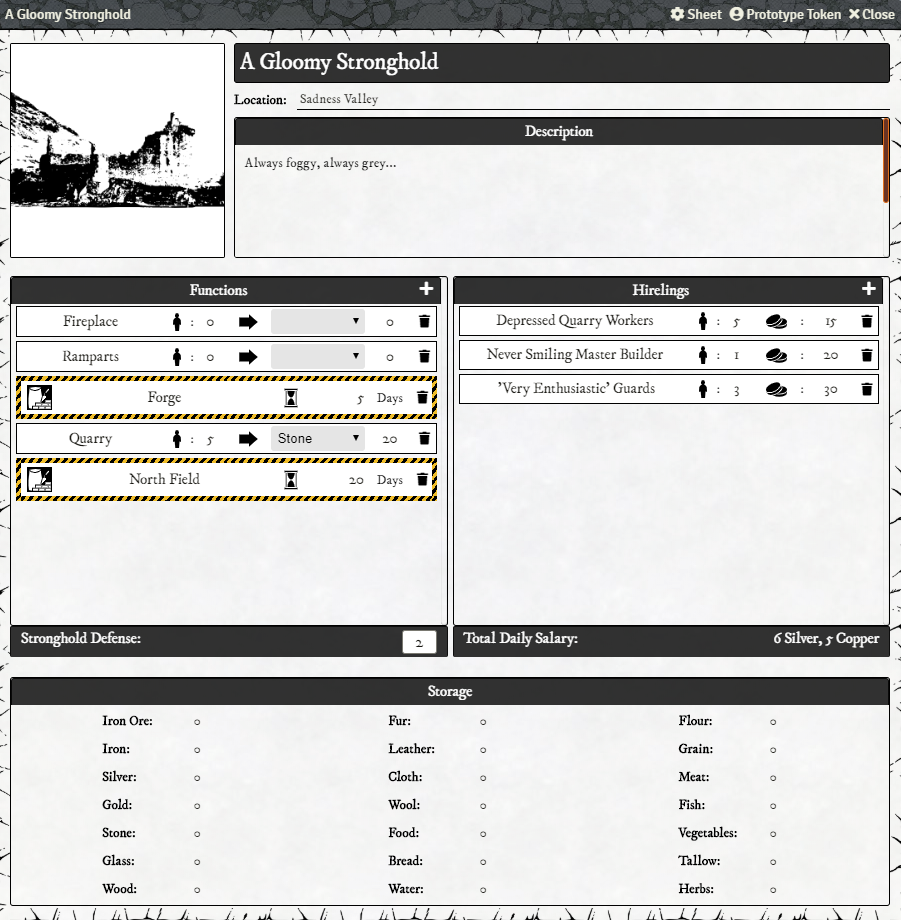 A Gloomy Stronghold Sheet Prototype Token Close
A Gloomy Stronghold
Location: Sadness Valley
Description
Always foggy, always grey...
Functions
Fireplace : 0 0
Ramparts : 0 0
Forge 5 Days
Quarry : 5 Stone 20
North Field 20 Days
Stronghold Defense: 2
Hirelings
Depressed Quarry Workers : 5 : 15
Never Smiling Master Builder : 1 : 20
'Very Enthusiastic' Guards : 3 : 30
Total Daily Salary: 6 Silver, 5 Copper
Storage
Iron Ore: 0 Fur: 0 Flour: 0
Iron: 0 Leather: 0 Grain: 0
Silver: 0 Cloth: 0 Meat: 0
Gold: 0 Wool: 0 Fish: 0
Stone: 0 Food: 0 Vegetables: 0
Glass: 0 Bread: 0 Tallow: 0
Wood: 0 Water: 0 Herbs: 0